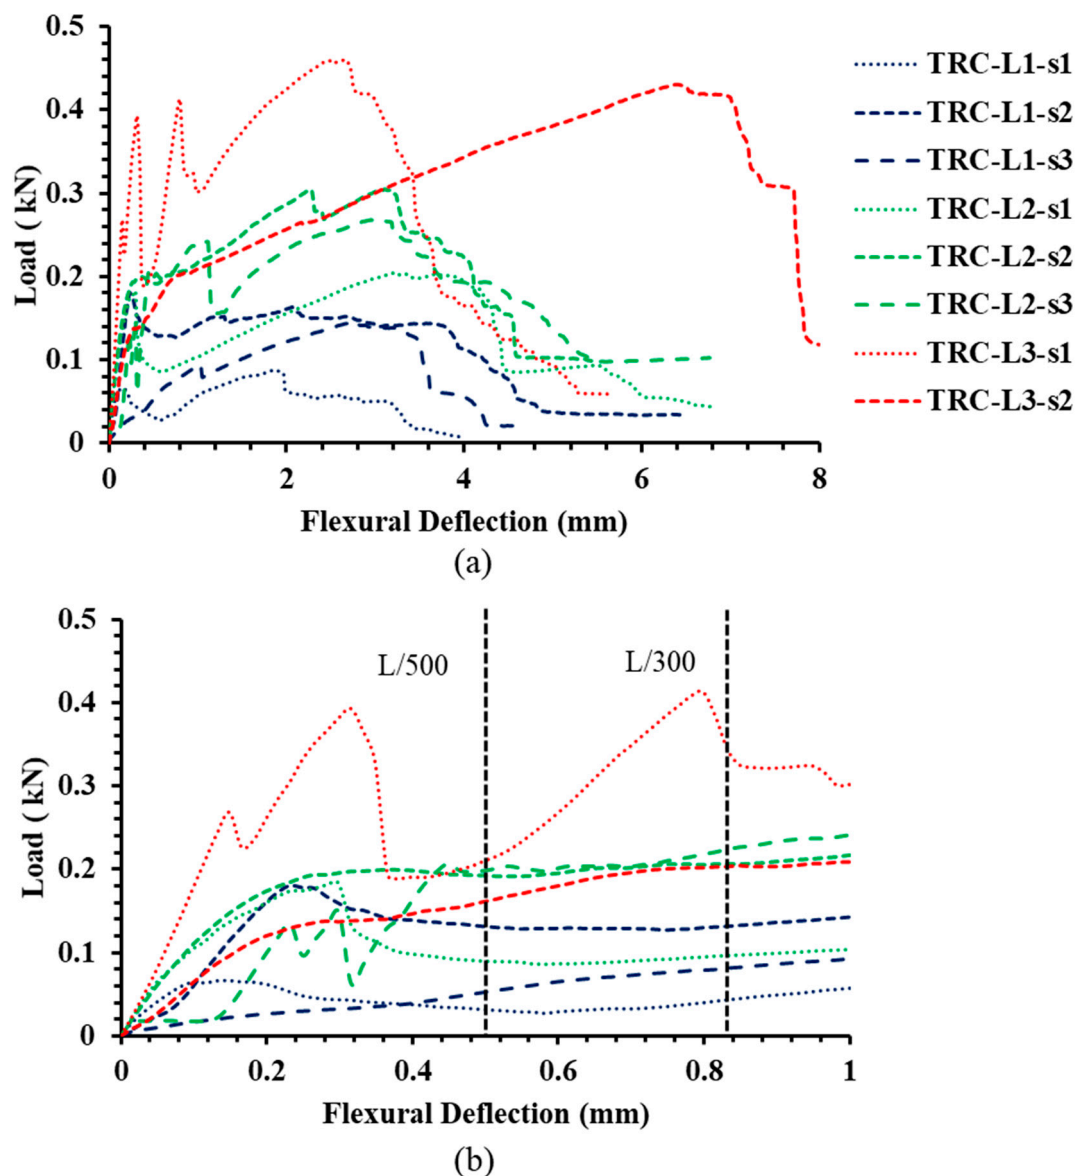 0.5
0.4
0.3
0.2
0.1
0
Load ( kN)
0 2 4 6 8
Flexural Deflection (mm)
(a)
TRC-L1-s1
TRC-L1-s2
TRC-L1-s3
TRC-L2-s1
TRC-L2-s2
TRC-L2-s3
TRC-L3-s1
TRC-L3-s2
0.5
0.4
0.3
0.2
0.1
0
Load ( kN)
L/500
L/300
0 0.2 0.4 0.6 0.8 1
Flexural Deflection (mm)
(b)